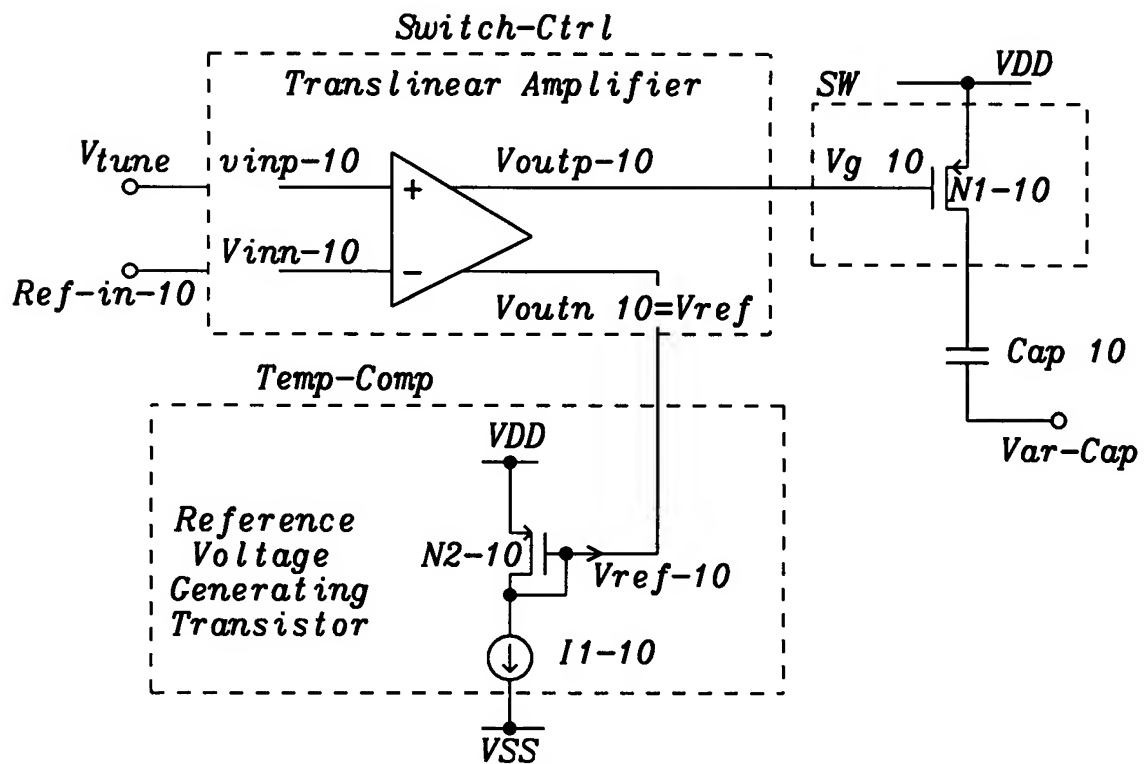 Switch-Ctrl
Translinear Amplifier
SW
VDD
Vtune
vinp-10
Voutp-10
Vg 10
N1-10
+
Vinn-10
-
Ref-in-10
Voutn 10=Vref
Cap 10
Temp-Comp
Var-Cap
VDD
Reference
Voltage
Generating
Transistor
N2-10
Vref-10
I1-10
VSS